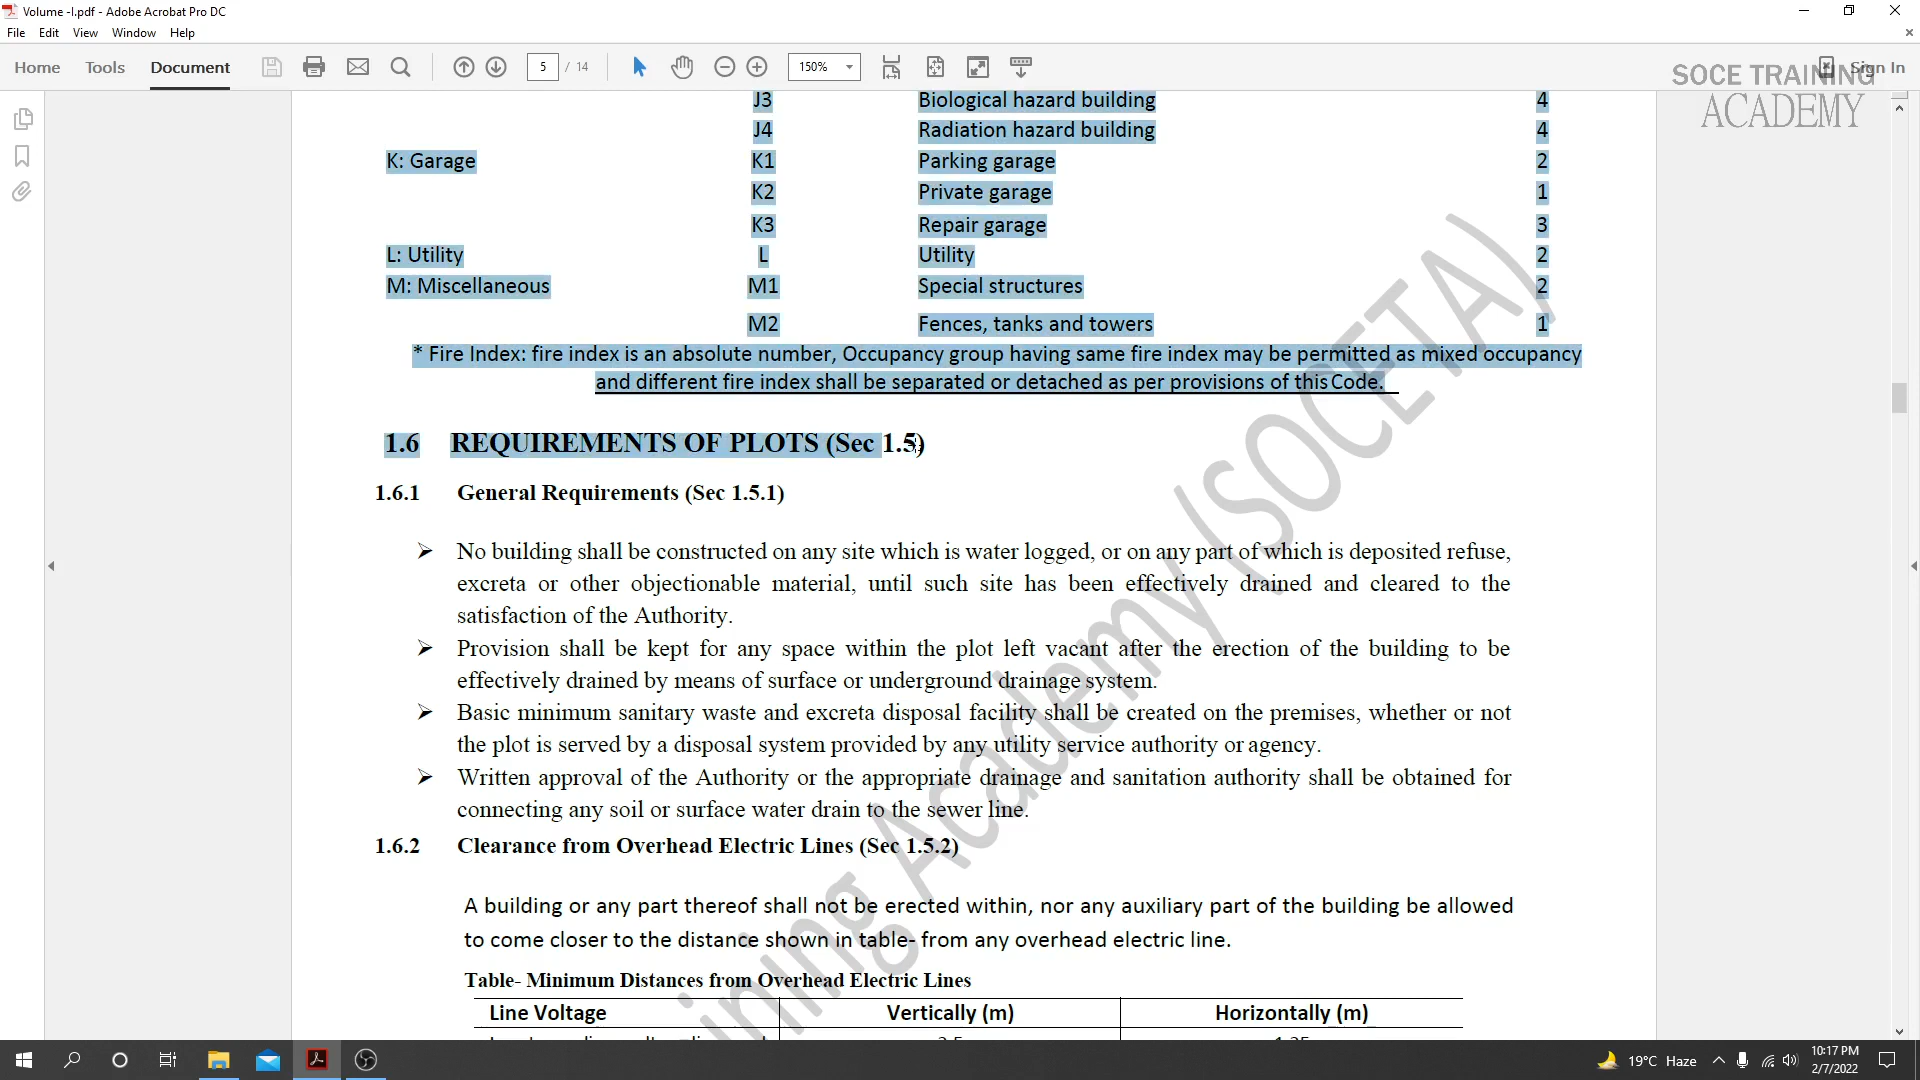 Volume -I.pdf - Adobe Acrobat Pro DC
File Edit View Window Help
Home Tools Document 5 / 14 150% Sign In
SOCE TRAINING
ACADEMY
J3 Biological hazard building 4
J4 Radiation hazard building 4
K: Garage K1 Parking garage 2
K2 Private garage 1
K3 Repair garage 3
L: Utility L Utility 2
M: Miscellaneous M1 Special structures 2
M2 Fences, tanks and towers 1
* Fire Index: fire index is an absolute number, Occupancy group having same fire index may be permitted as mixed occupancy
and different fire index shall be separated or detached as per provisions of this Code.
1.6 REQUIREMENTS OF PLOTS (Sec 1.5)
1.6.1 General Requirements (Sec 1.5.1)
➢ No building shall be constructed on any site which is water logged, or on any part of which is deposited refuse,
excreta or other objectionable material, until such site has been effectively drained and cleared to the
satisfaction of the Authority.
➢ Provision shall be kept for any space within the plot left vacant after the erection of the building to be
effectively drained by means of surface or underground drainage system.
➢ Basic minimum sanitary waste and excreta disposal facility shall be created on the premises, whether or not
the plot is served by a disposal system provided by any utility service authority or agency.
➢ Written approval of the Authority or the appropriate drainage and sanitation authority shall be obtained for
connecting any soil or surface water drain to the sewer line.
1.6.2 Clearance from Overhead Electric Lines (Sec 1.5.2)
A building or any part thereof shall not be erected within, nor any auxiliary part of the building be allowed
to come closer to the distance shown in table- from any overhead electric line.
Table- Minimum Distances from Overhead Electric Lines
Line Voltage Vertically (m) Horizontally (m)
ining Academy (SOCETA)
19°C Haze
10:17 PM
2/7/2022